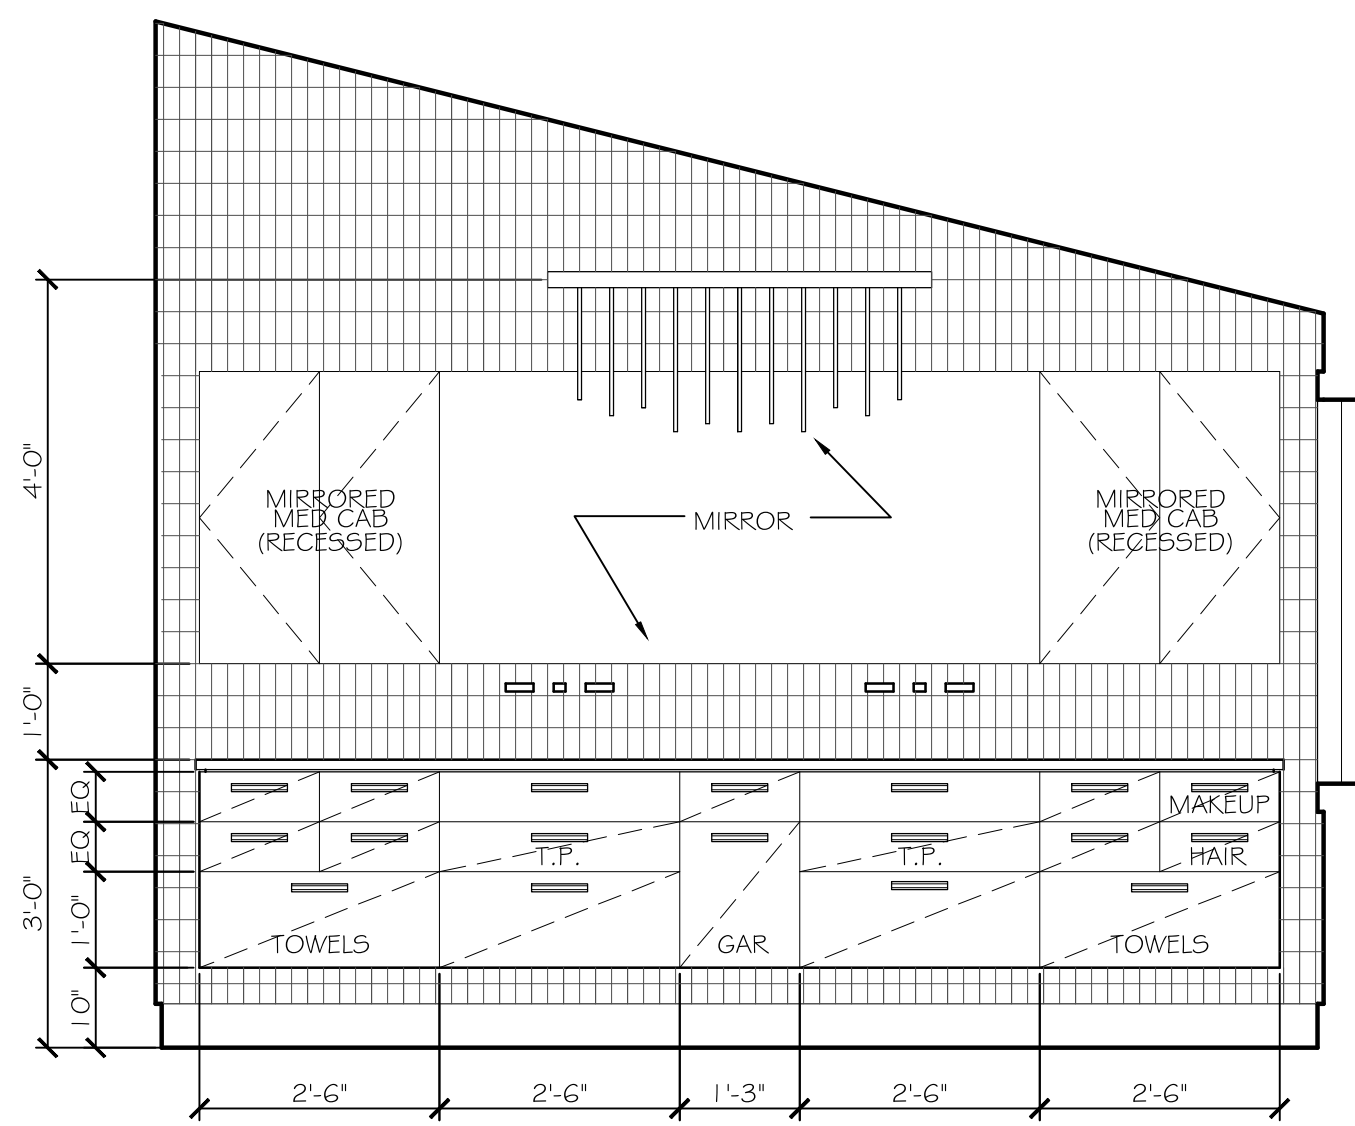 4'-0"
MIRRORED
MED CAB
(RECESSED)
MIRROR
MIRRORED
MED CAB
(RECESSED)
1'-0"
3'-0"
EQ
EQ
1'-0"
10"
MAKEUP
T.P.
T.P.
HAIR
TOWELS
GAR
TOWELS
2'-6"
2'-6"
1'-3"
2'-6"
2'-6"